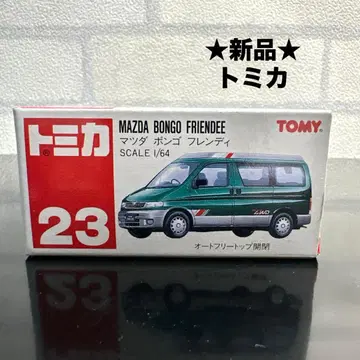 ★新品★
トミカ
トミカ
23
MAZDA BONGO FRIENDEE
マツダ ボンゴ フレンディ
SCALE 1/64
TOMY
4WD
オートフリートップ開閉